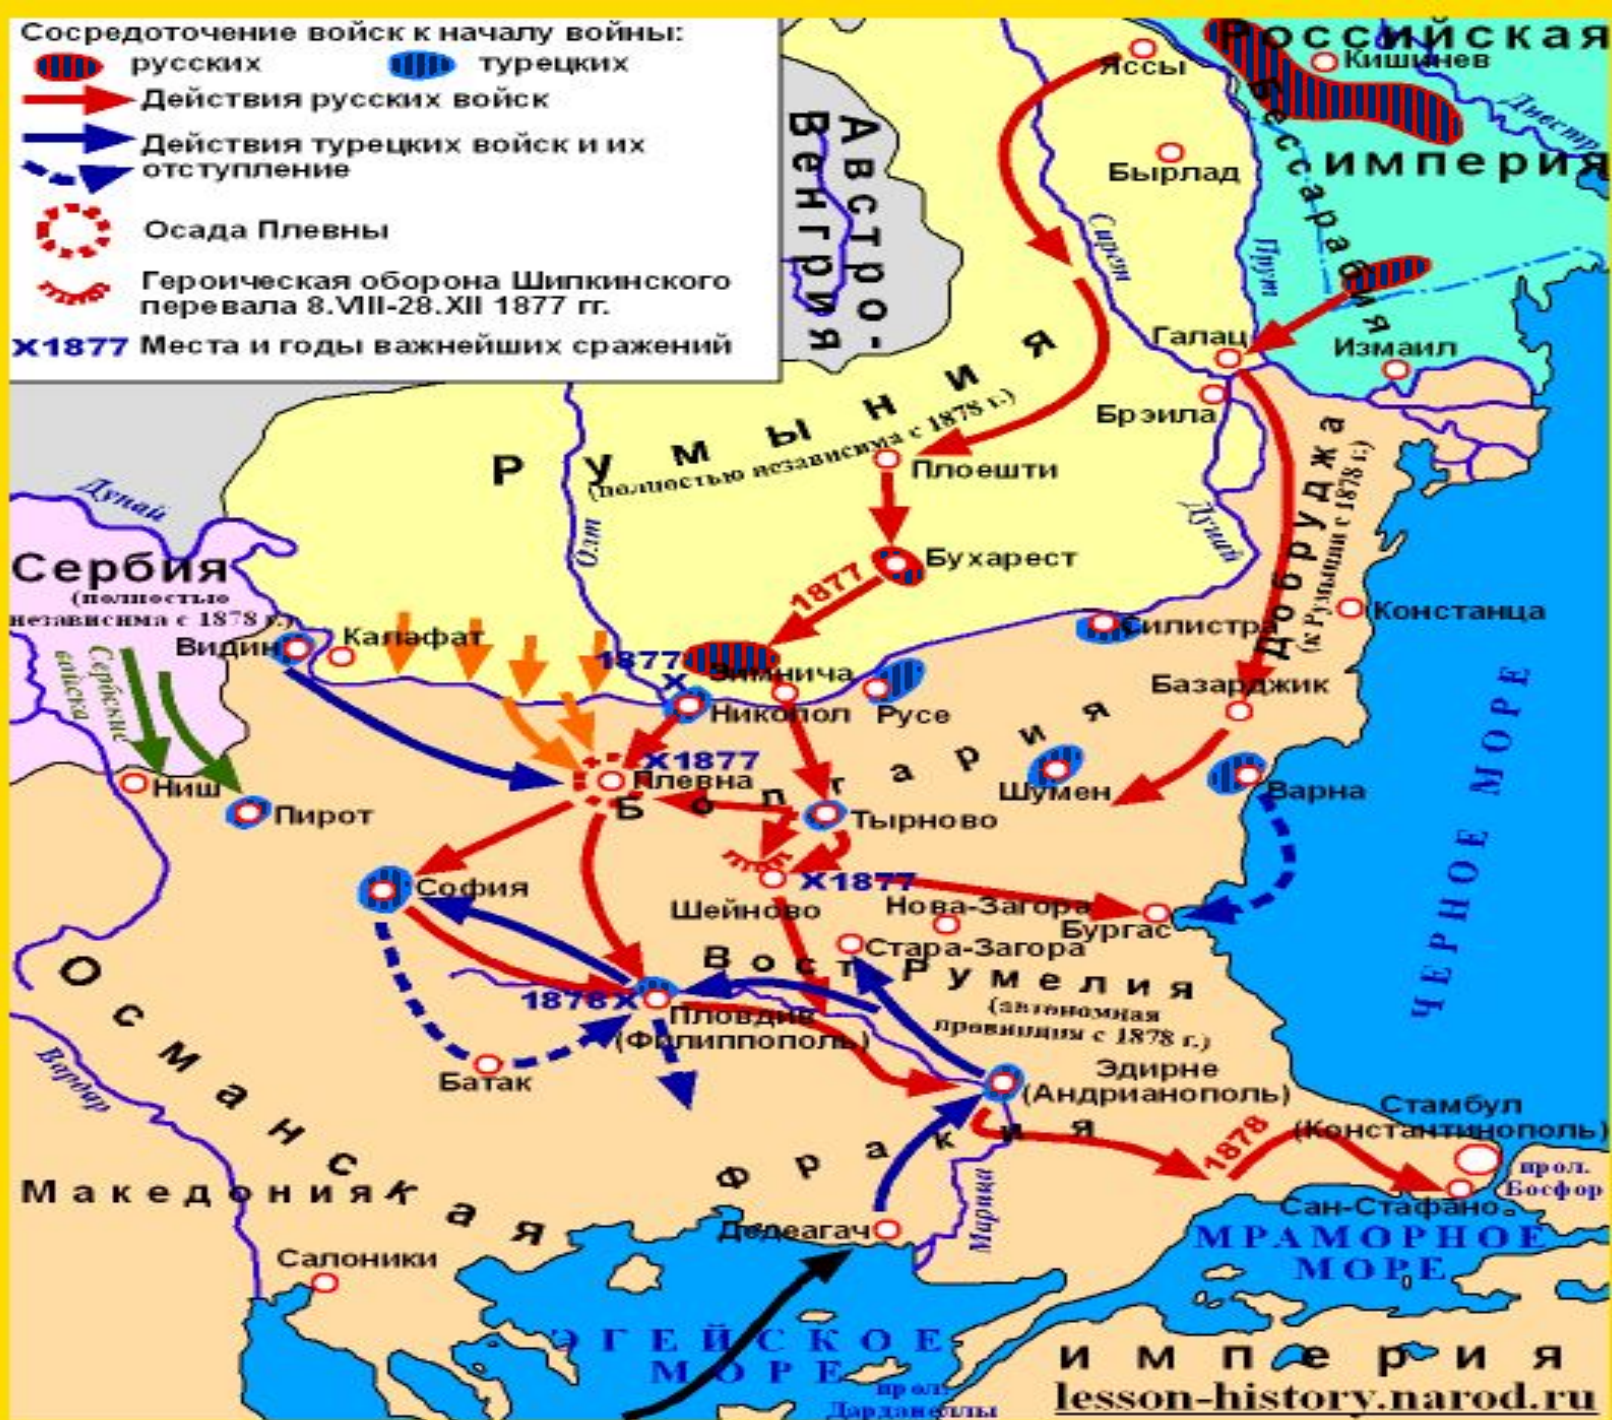 Сосредоточение войск к началу войны:
русских
турецких
Действия русских войск
Действия турецких войск и их
отступление
Осада Плевны
Героическая оборона Шипкинского
перевала 8.VIII-28.XII 1877 гг.
X1877 Места и годы важнейших сражений
Российская
империя
Бессарабия
Кишинев
Днестр
Яссы
Бырлад
Сирет
Прут
Австро-
Венгрия
Галац
Измаил
Брэила
Румыния
(полностью независима с 1878 г.)
Плоешти
Олт
Дунай
Дунай
Бухарест
1877
Добруджа
(к Румынии с 1878 г.)
Сербия
(полностью
независима с 1878 г.)
Сербские
войска
Видин
Калафат
1877
x
Зимнича
Никопол
Русе
Силистра
Констанца
Базарджик
X1877
Плевна
Болгария
Шумен
Варна
Ниш
Пирот
Тырново
София
X1877
Шейново
Нова-Загора
Бургас
Стара-Загора
Вост. Румелия
(автономная
провинция с 1878 г.)
1878 X
Пловдив
(Филиппополь)
Батак
Эдирне
(Андрианополь)
ЧЕРНОЕ МОРЕ
Османская
Вардар
Македония
Фракия
Марица
1878
Стамбул
(Константинополь)
прол.
Босфор
Сан-Стафано
МРАМОРНОЕ
МОРЕ
Дедеагач
Салоники
ЭГЕЙСКОЕ
МОРЕ
прол.
Дарданеллы
империя
lesson-history.narod.ru